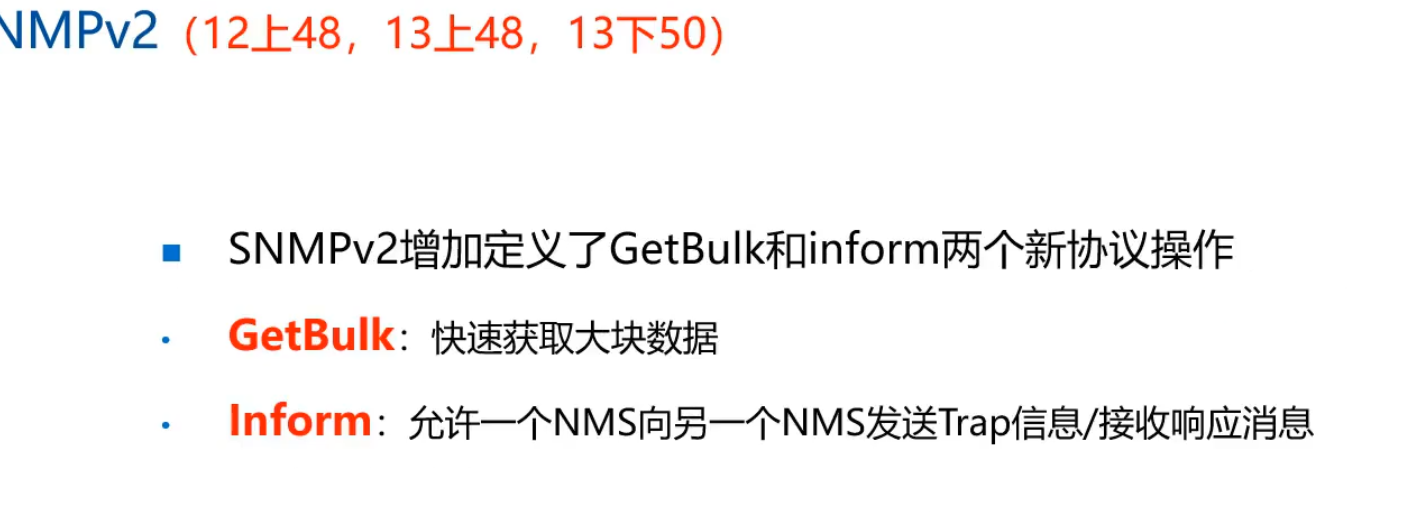 NMPv2（12上48，13上48，13下50）
■ SNMPv2增加定义了GetBulk和inform两个新协议操作
• GetBulk：快速获取大块数据
• Inform：允许一个NMS向另一个NMS发送Trap信息/接收响应消息